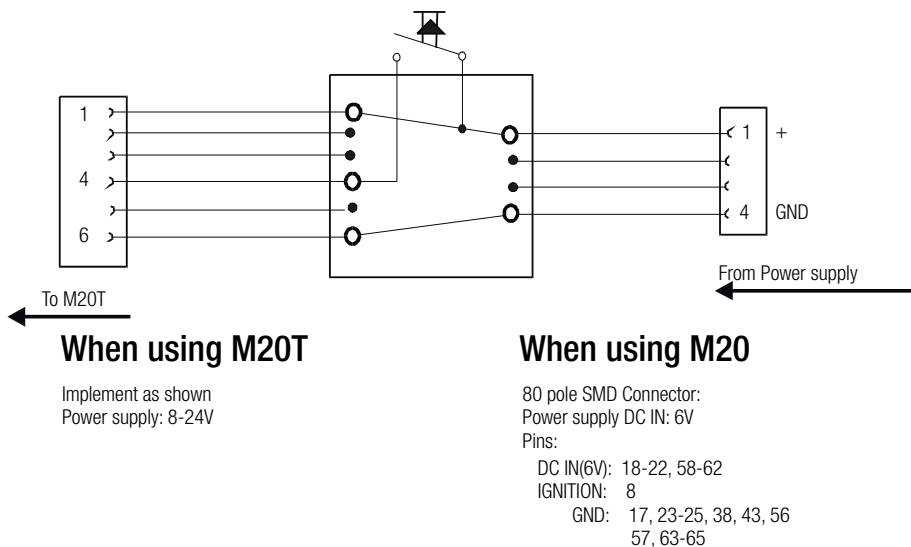 1
4
6
1 +
4 GND
To M20T
From Power supply
When using M20T
Implement as shown
Power supply: 8-24V
When using M20
80 pole SMD Connector:
Power supply DC IN: 6V
Pins:
DC IN(6V): 18-22, 58-62
IGNITION: 8
GND: 17, 23-25, 38, 43, 56
57, 63-65